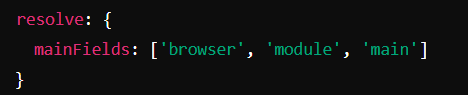 resolve: {
  mainFields: ['browser', 'module', 'main']
}